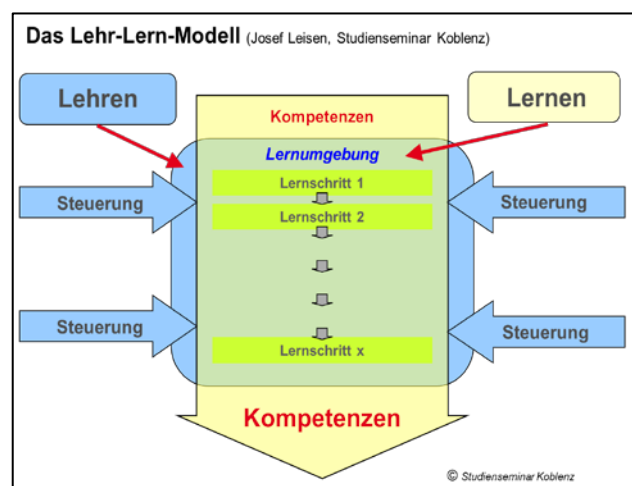 Das Lehr-Lern-Modell (Josef Leisen, Studienseminar Koblenz)
Lehren
Lernen
Kompetenzen
Lernumgebung
Lernschritt 1
Steuerung
Steuerung
Lernschritt 2
Steuerung
Steuerung
Lernschritt x
Kompetenzen
© Studienseminar Koblenz